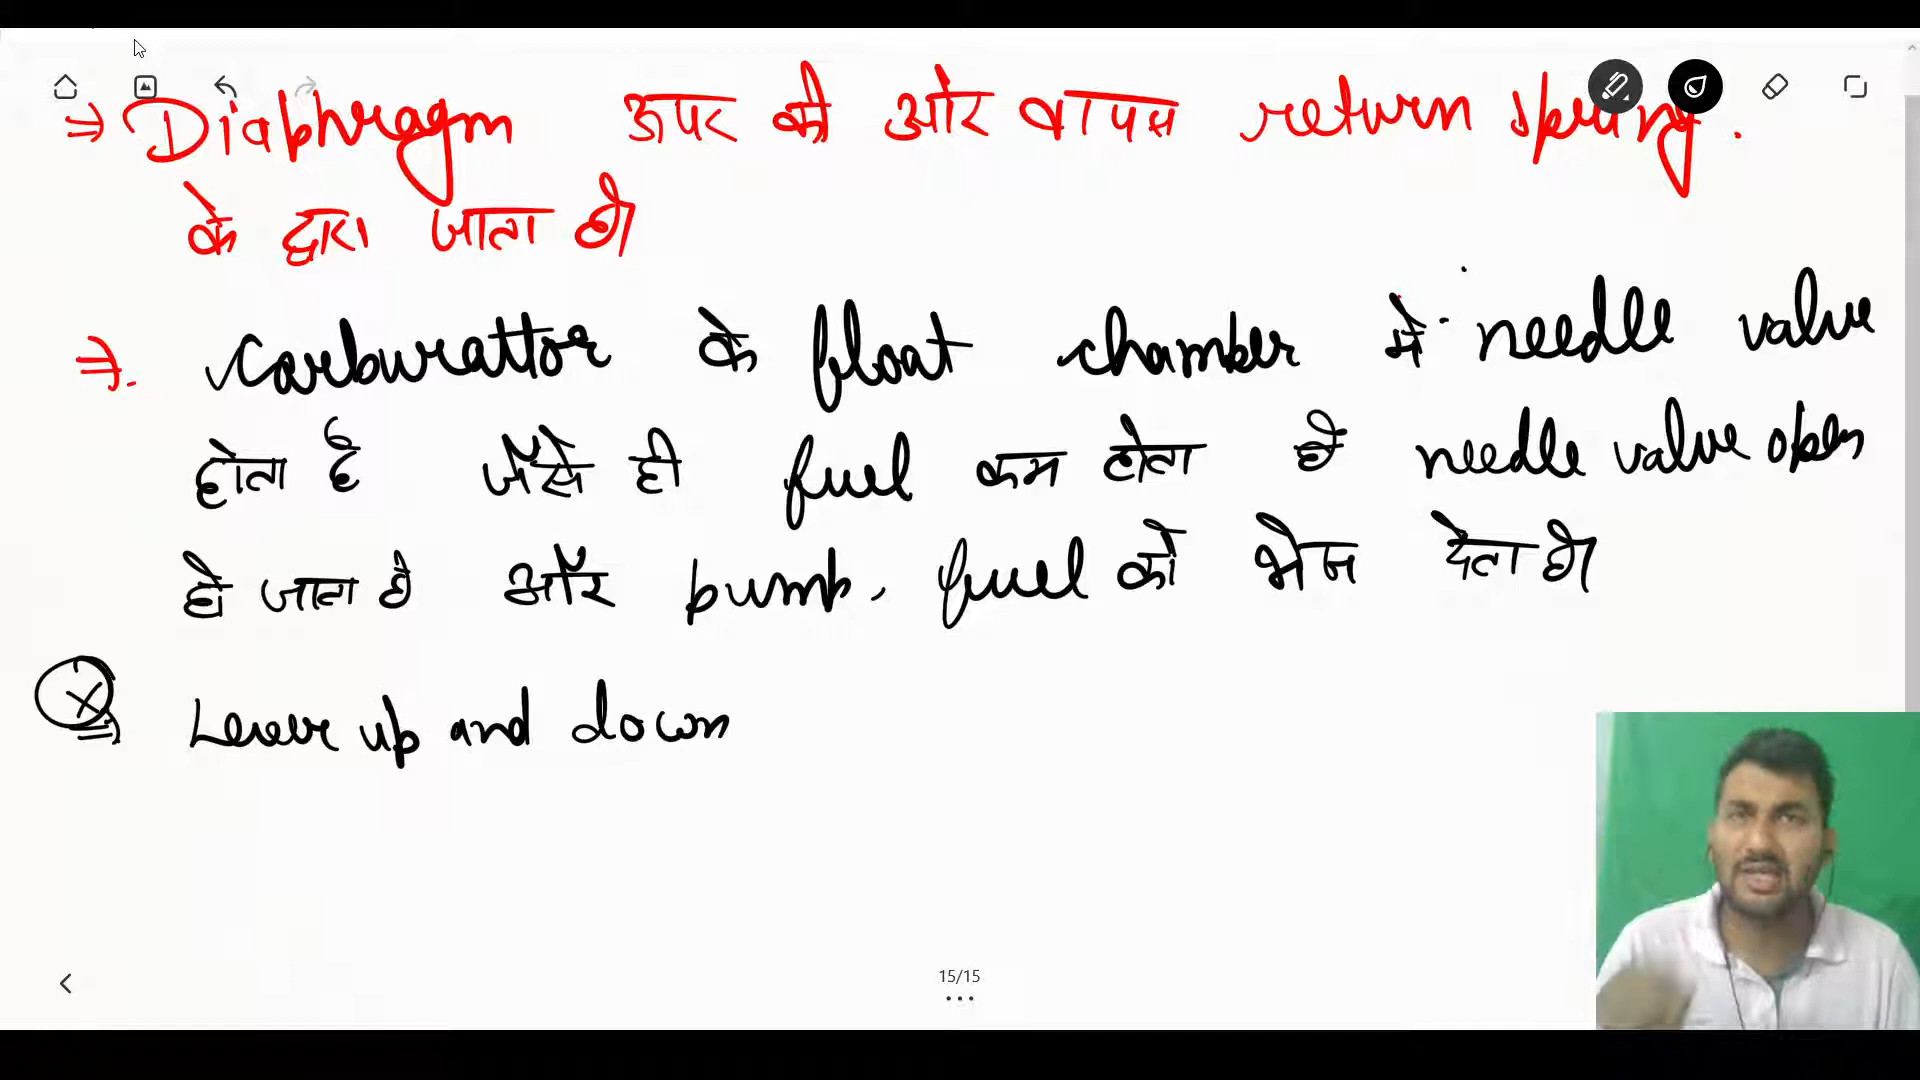 ⇒ Diaphragm ऊपर की ओर वापस return spring.
के द्वारा जाता है।
⇒. Carburattor के float chamber में needle valve
होता है जैसे ही fuel कम होता है needle valve open
हो जाता है और pump, fuel को भेज देता है।
Lever up and down
15/15